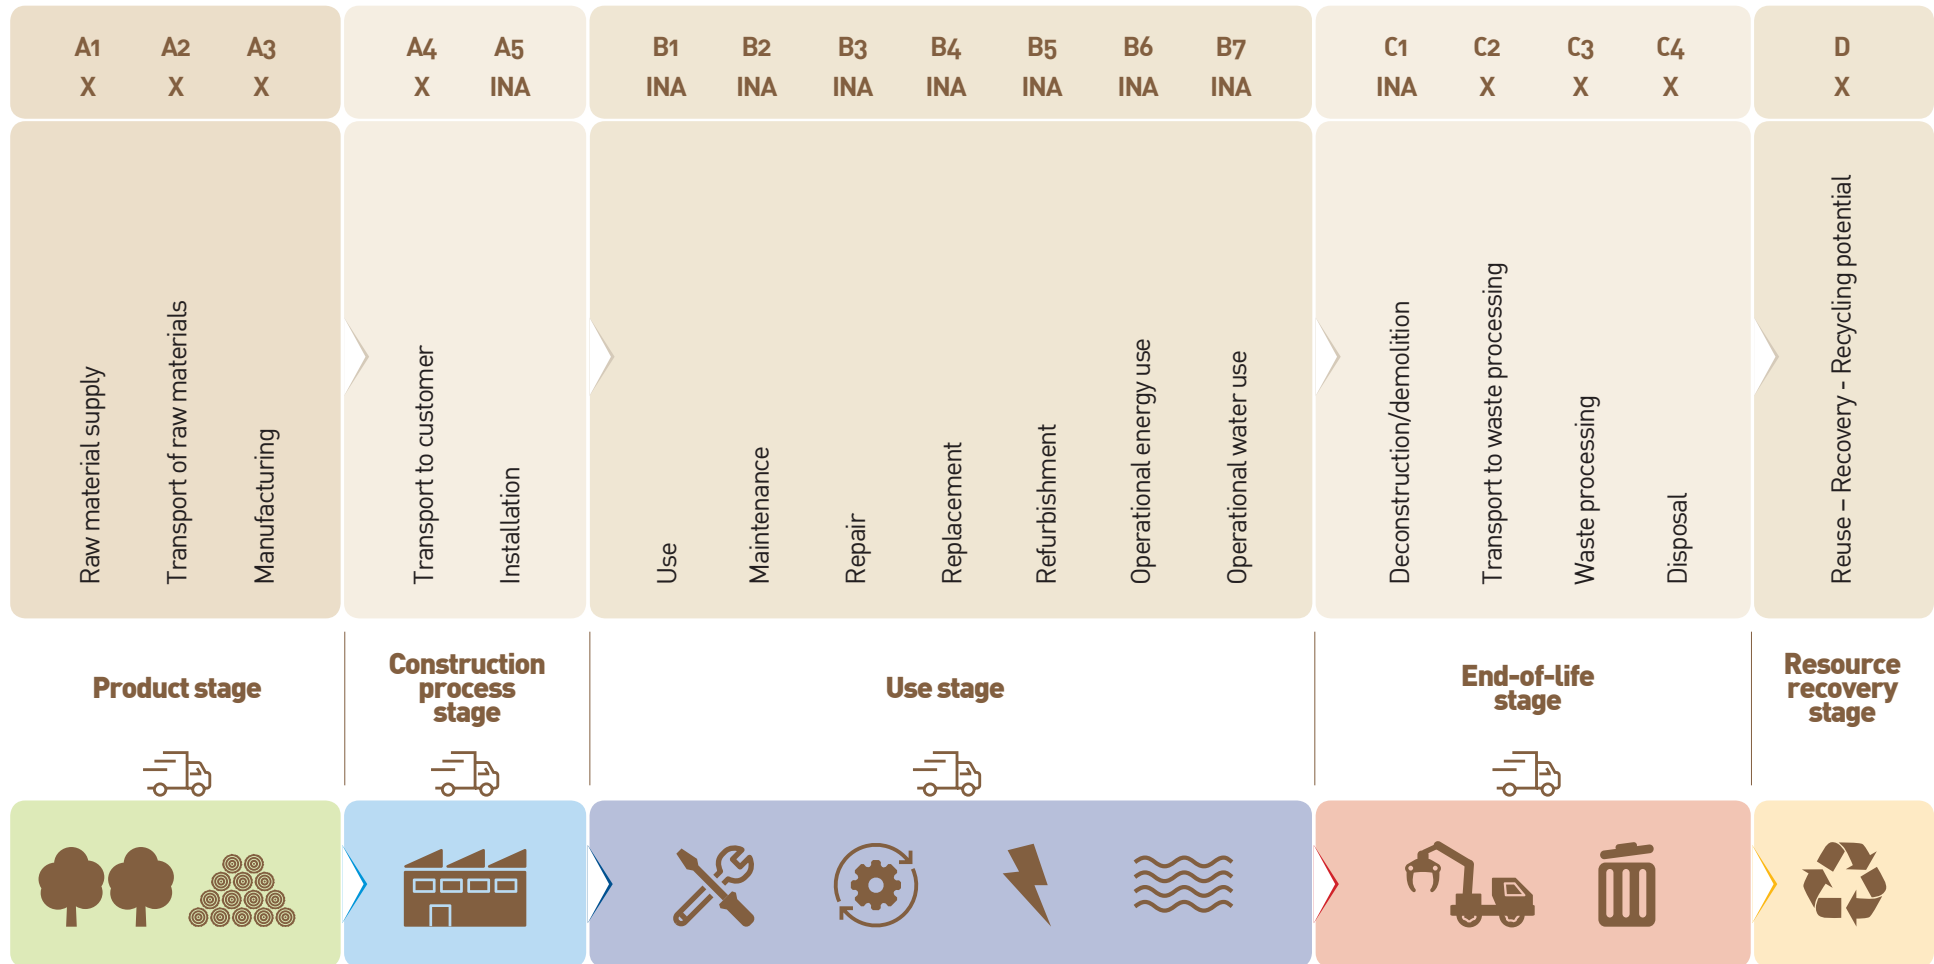 A1 A2 A3 A4 A5 B1 B2 B3 B4 B5 B6 B7 C1 C2 C3 C4 D
X X X X INA INA INA INA INA INA INA INA INA X X X X
Raw material supply
Transport of raw materials
Manufacturing
Transport to customer
Installation
Use
Maintenance
Repair
Replacement
Refurbishment
Operational energy use
Operational water use
Deconstruction/demolition
Transport to waste processing
Waste processing
Disposal
Reuse – Recovery - Recycling potential
Product stage
Construction
process
stage
Use stage
End-of-life
stage
Resource
recovery
stage